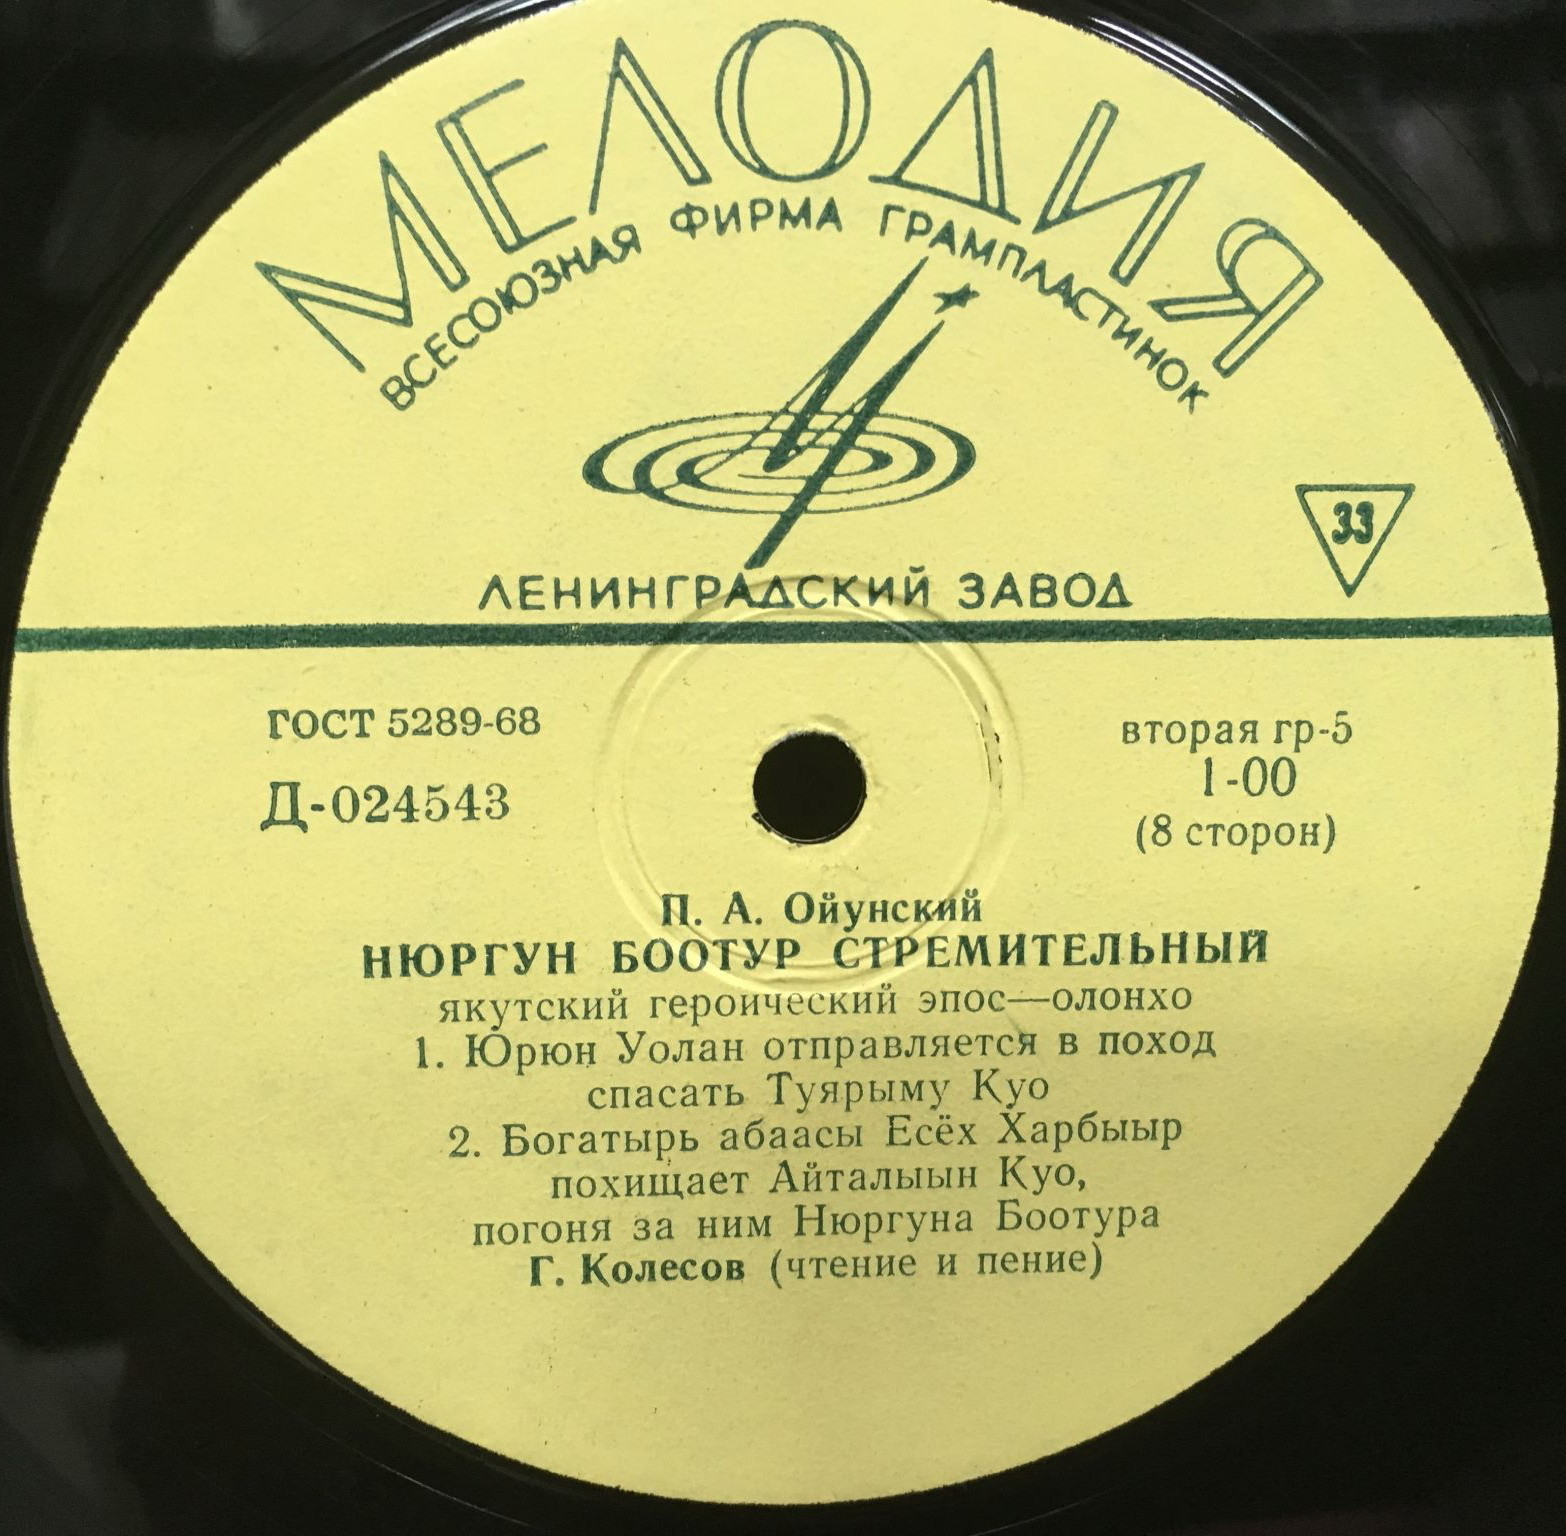 МЕЛОДИЯ
ВСЕСОЮЗНАЯ ФИРМА ГРАМПЛАСТИНОК
33
ЛЕНИНГРАДСКИЙ ЗАВОД
ГОСТ 5289-68
Д-024543
вторая гр-5
1-00
(8 сторон)
П. А. Ойунский
НЮРГУН БООТУР СТРЕМИТЕЛЬНЫЙ
якутский героический эпос—олонхо
1. Юрюн Уолан отправляется в поход
спасать Туярыму Куо
2. Богатырь абаасы Есёх Харбыыр
похищает Айталыын Куо,
погоня за ним Нюргуна Боотура
Г. Колесов (чтение и пение)